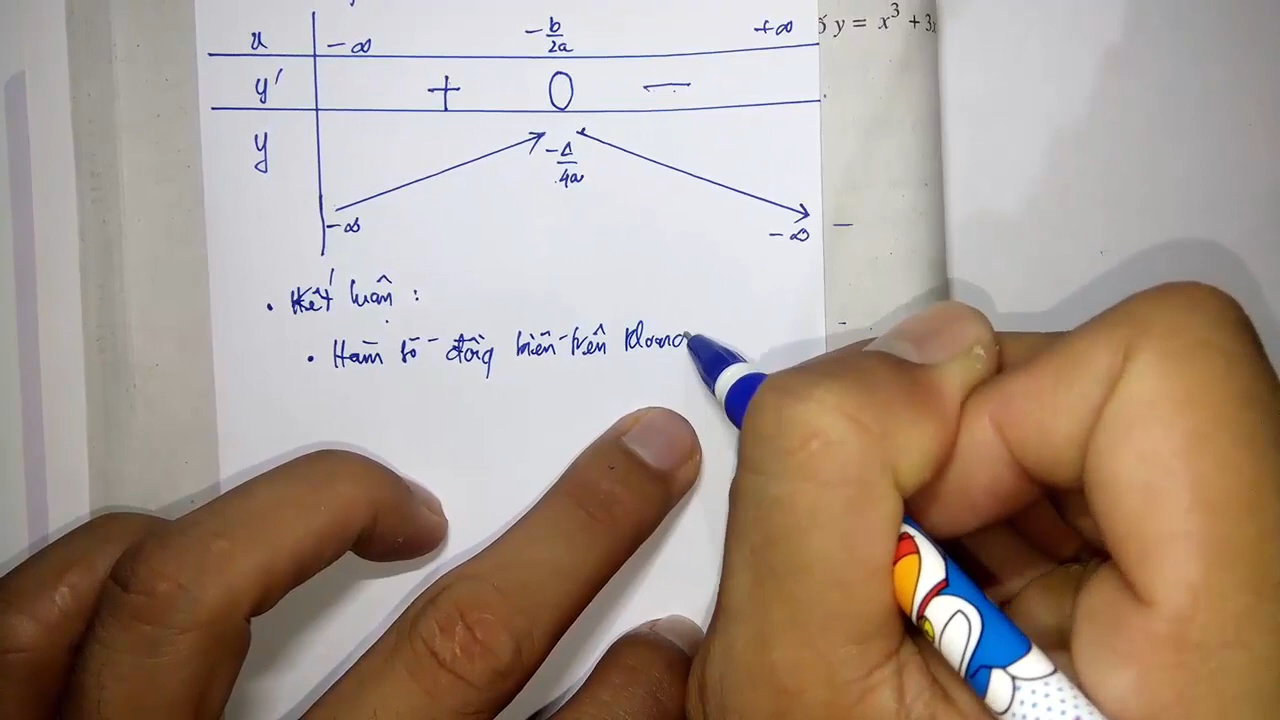 x -∞ -b/2a +∞
y' + 0 -
y -∞ -Δ/4a -∞
y = x³ + 3x
• Kết luận :
• Hàm số đồng biến trên khoảng